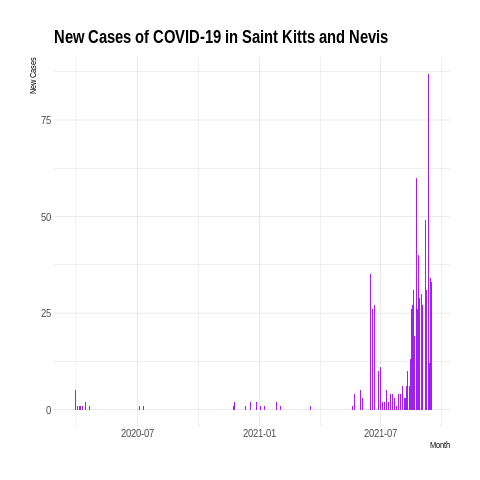 New Cases of COVID-19 in Saint Kitts and Nevis
New Cases
75
50
25
0
2020-07
2021-01
2021-07
Month